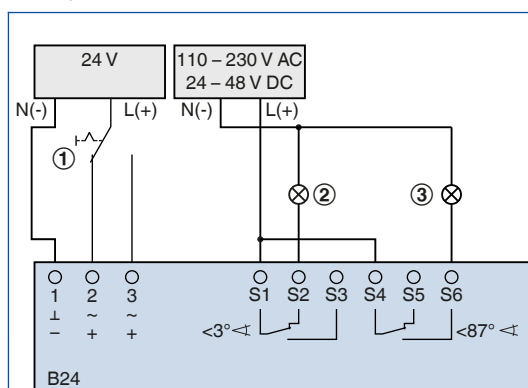 24 V
110 – 230 V AC
24 – 48 V DC
N(-) L(+) N(-) L(+)
1
2 3
1 2 3 S1 S2 S3 S4 S5 S6
⊥ ~ ~
– + +
<3° ∢ <87° ∢
B24